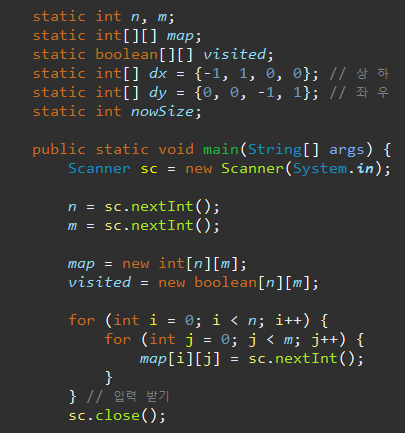 static int n, m;
static int[][] map;
static boolean[][] visited;
static int[] dx = {-1, 1, 0, 0}; // 상 하
static int[] dy = {0, 0, -1, 1}; // 좌 우
static int nowSize;
public static void main(String[] args) {
Scanner sc = new Scanner(System.in);
n = sc.nextInt();
m = sc.nextInt();
map = new int[n][m];
visited = new boolean[n][m];
for (int i = 0; i < n; i++) {
for (int j = 0; j < m; j++) {
map[i][j] = sc.nextInt();
}
} // 입력 받기
sc.close();